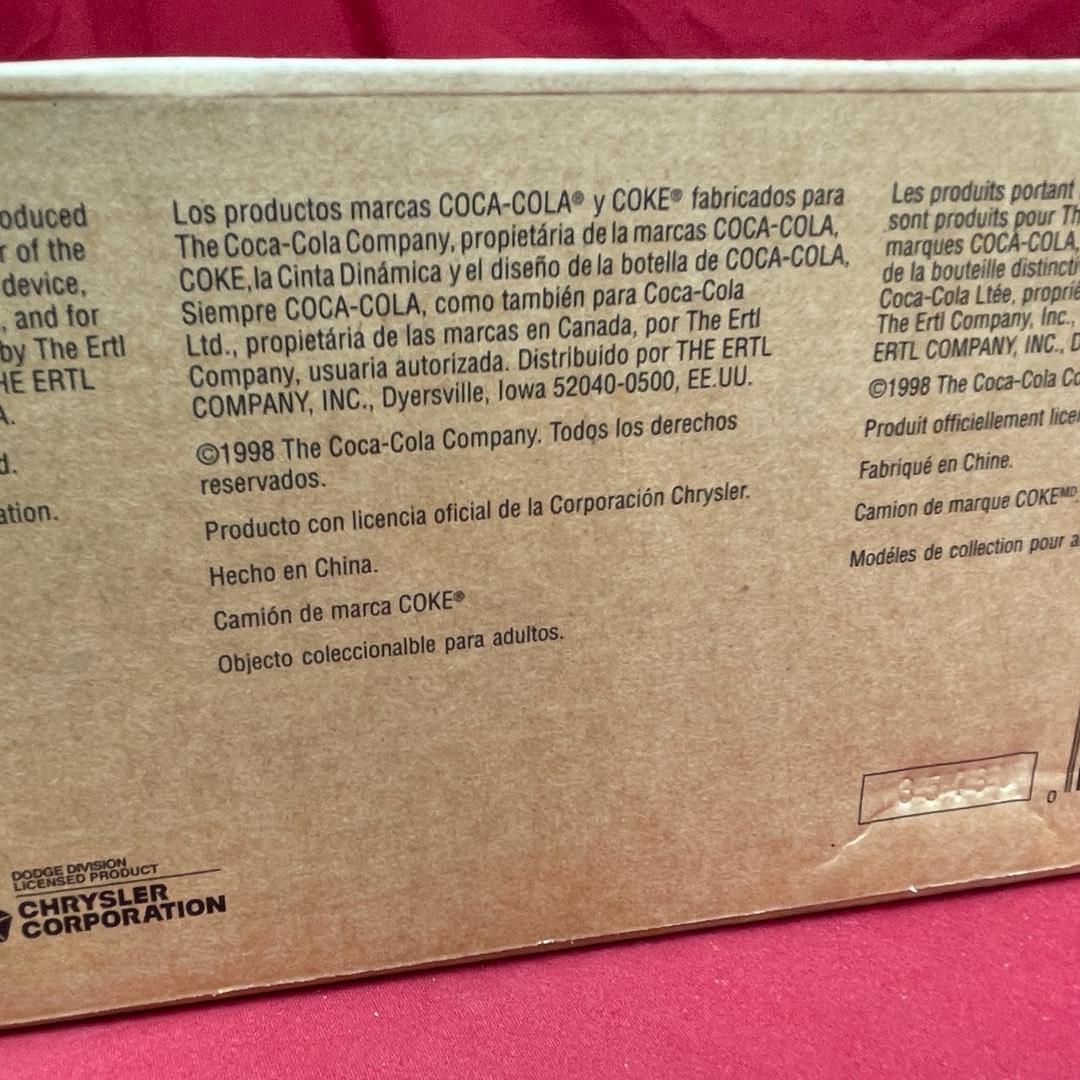 oduced
r of the
device,
, and for
by The Ertl
HE ERTL
A.
d.
ation.
Los productos marcas COCA-COLA® y COKE® fabricados para
The Coca-Cola Company, propietária de la marcas COCA-COLA,
COKE, la Cinta Dinámica y el diseño de la botella de COCA-COLA,
Siempre COCA-COLA, como también para Coca-Cola
Ltd., propietária de las marcas en Canada, por The Ertl
Company, usuaria autorizada. Distribuido por THE ERTL
COMPANY, INC., Dyersville, Iowa 52040-0500, EE.UU.
©1998 The Coca-Cola Company. Todos los derechos
reservados.
Producto con licencia oficial de la Corporación Chrysler.
Hecho en China.
Camión de marca COKE®
Objecto coleccionalble para adultos.
Les produits portant
sont produits pour Th
marques COCA-COLA,
de la bouteille distincti
Coca-Cola Ltée, proprié
The Ertl Company, Inc.,
ERTL COMPANY, INC., D
©1998 The Coca-Cola Co
Produit officiellement licen
Fabriqué en Chine.
Camion de marque COKEᴹᴰ
Modéles de collection pour a
0
DODGE DIVISION
LICENSED PRODUCT
CHRYSLER
CORPORATION